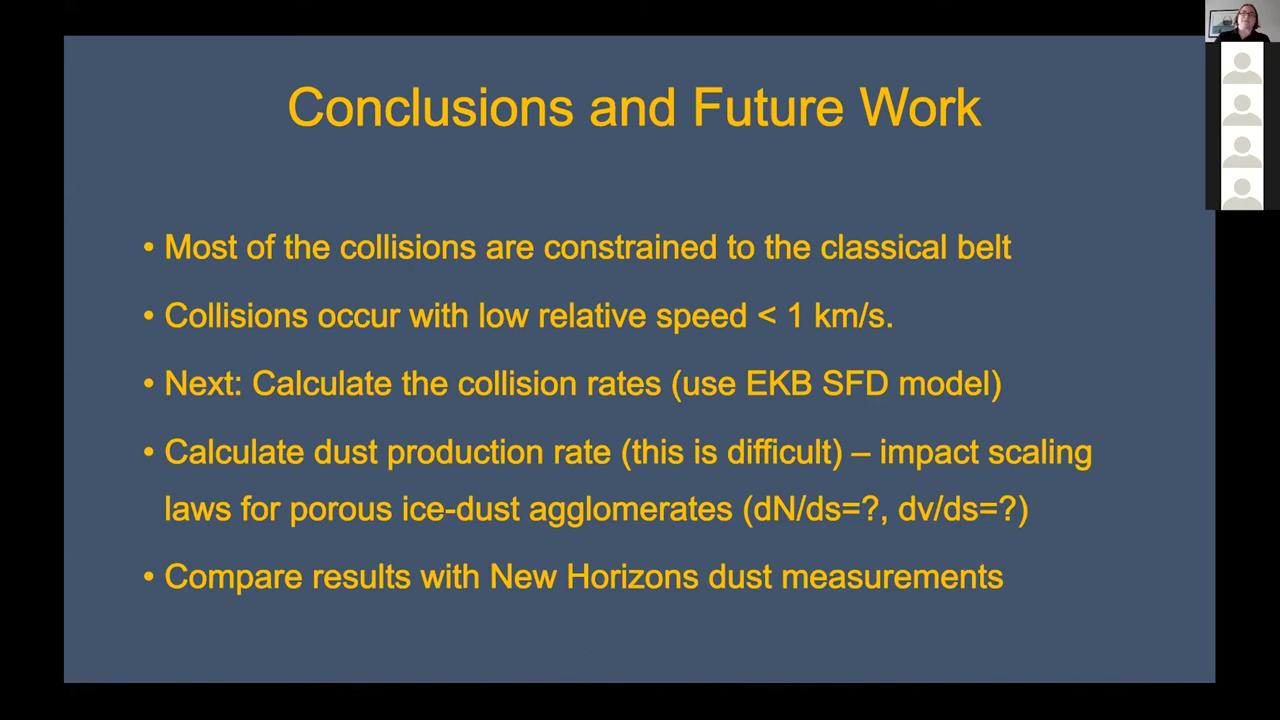 Conclusions and Future Work
• Most of the collisions are constrained to the classical belt
• Collisions occur with low relative speed < 1 km/s.
• Next: Calculate the collision rates (use EKB SFD model)
• Calculate dust production rate (this is difficult) – impact scaling
laws for porous ice-dust agglomerates (dN/ds=?, dv/ds=?)
• Compare results with New Horizons dust measurements